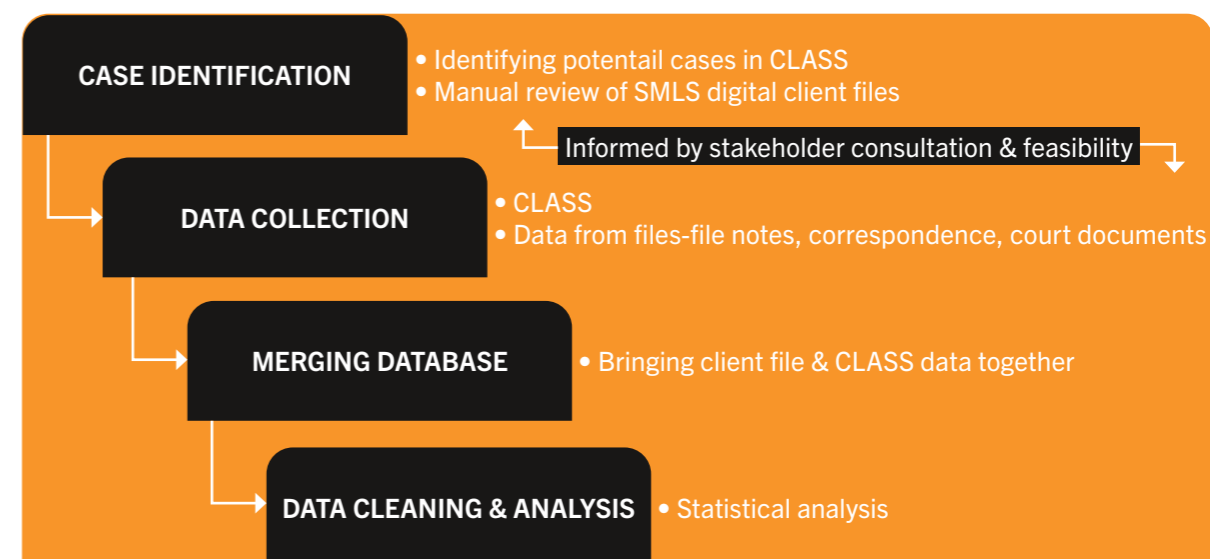 CASE IDENTIFICATION
• Identifying potentail cases in CLASS
• Manual review of SMLS digital client files
Informed by stakeholder consultation & feasibility
DATA COLLECTION
• CLASS
• Data from files-file notes, correspondence, court documents
MERGING DATABASE
• Bringing client file & CLASS data together
DATA CLEANING & ANALYSIS
• Statistical analysis